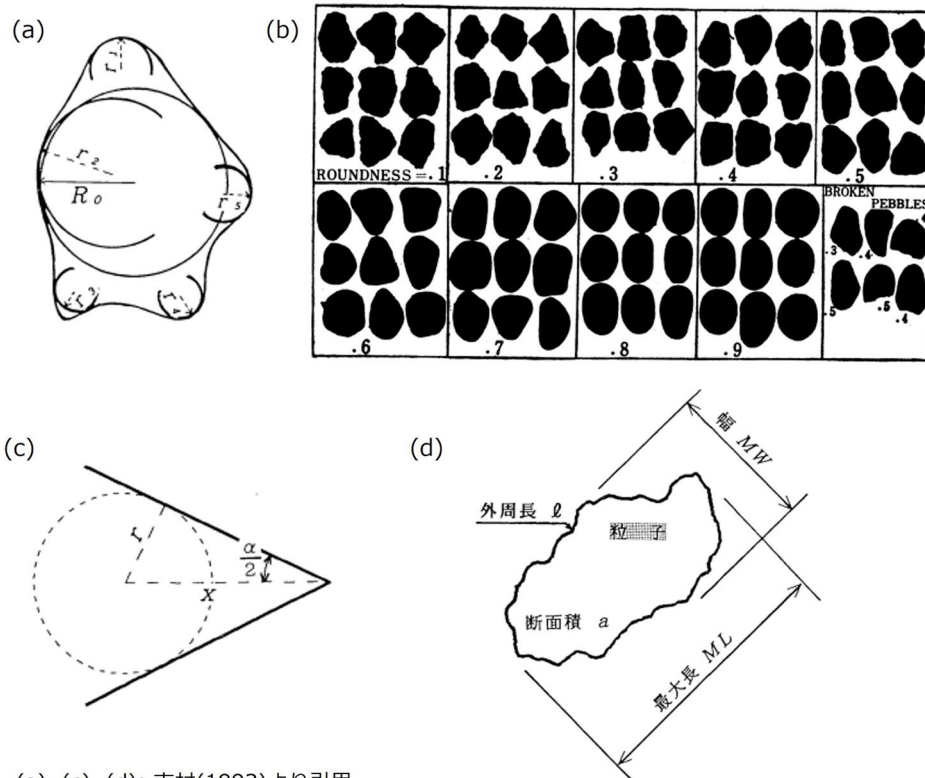 (a)
r1
r2
R0
r5
r3
r4
(b)
ROUNDNESS=.1
.2
.3
.4
.5
.6
.7
.8
.9
BROKEN
PEBBLES
.3
.4
.5
.5
.4
(c)
r
α/2
x
(d)
幅 MW
外周長 ℓ
粒 子
断面積 a
最大長 ML